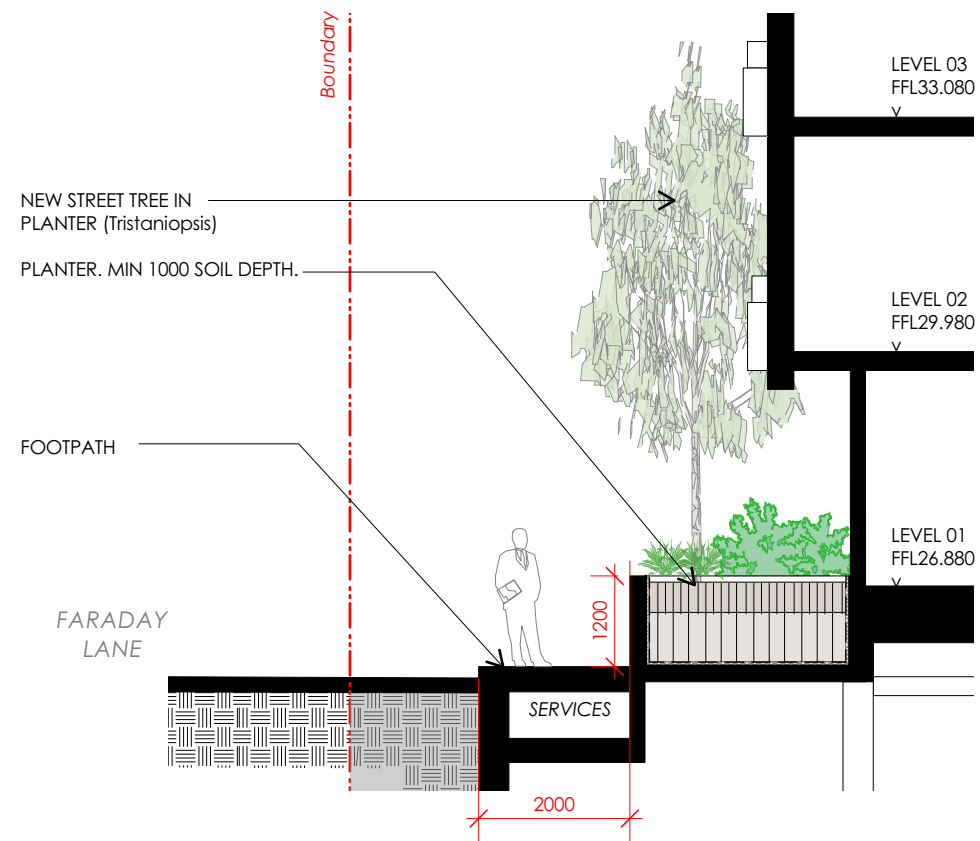 Boundary
LEVEL 03
FFL33.080
NEW STREET TREE IN
PLANTER (Tristaniopsis)
PLANTER. MIN 1000 SOIL DEPTH.
LEVEL 02
FFL29.980
FOOTPATH
LEVEL 01
FFL26.880
FARADAY
LANE
1200
SERVICES
2000